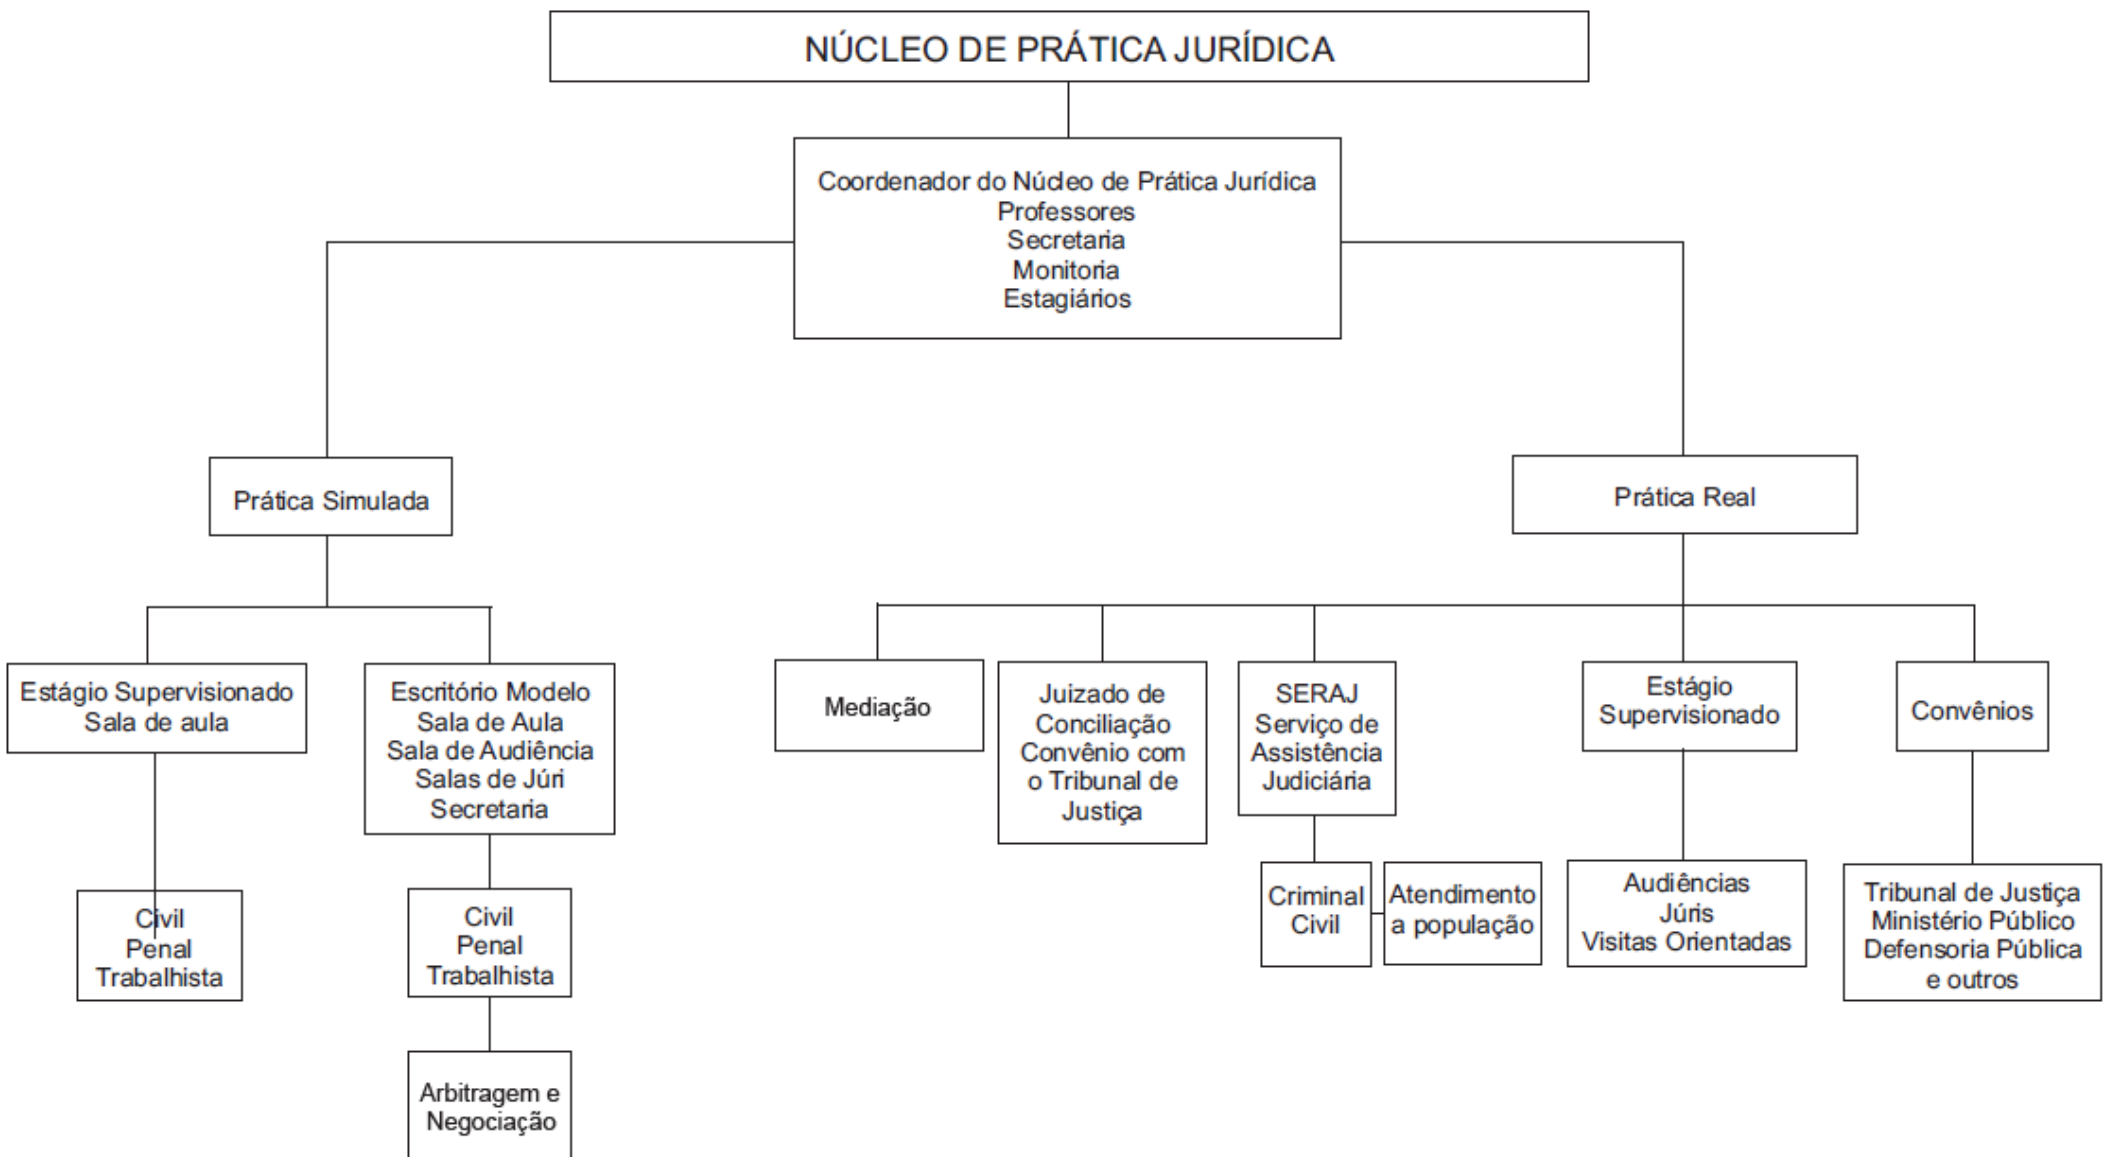 NÚCLEO DE PRÁTICA JURÍDICA
Coordenador do Núcleo de Prática Jurídica
Professores
Secretaria
Monitoria
Estagiários
Prática Simulada
Prática Real
Estágio Supervisionado
Sala de aula
Escritório Modelo
Sala de Aula
Sala de Audiência
Salas de Júri
Secretaria
Mediação
Juizado de
Conciliação
Convênio com
o Tribunal de
Justiça
SERAJ
Serviço de
Assistência
Judiciária
Estágio
Supervisionado
Convênios
Civil
Penal
Trabalhista
Civil
Penal
Trabalhista
Criminal
Civil
Atendimento
a população
Audiências
Júris
Visitas Orientadas
Tribunal de Justiça
Ministério Público
Defensoria Pública
e outros
Arbitragem e
Negociação